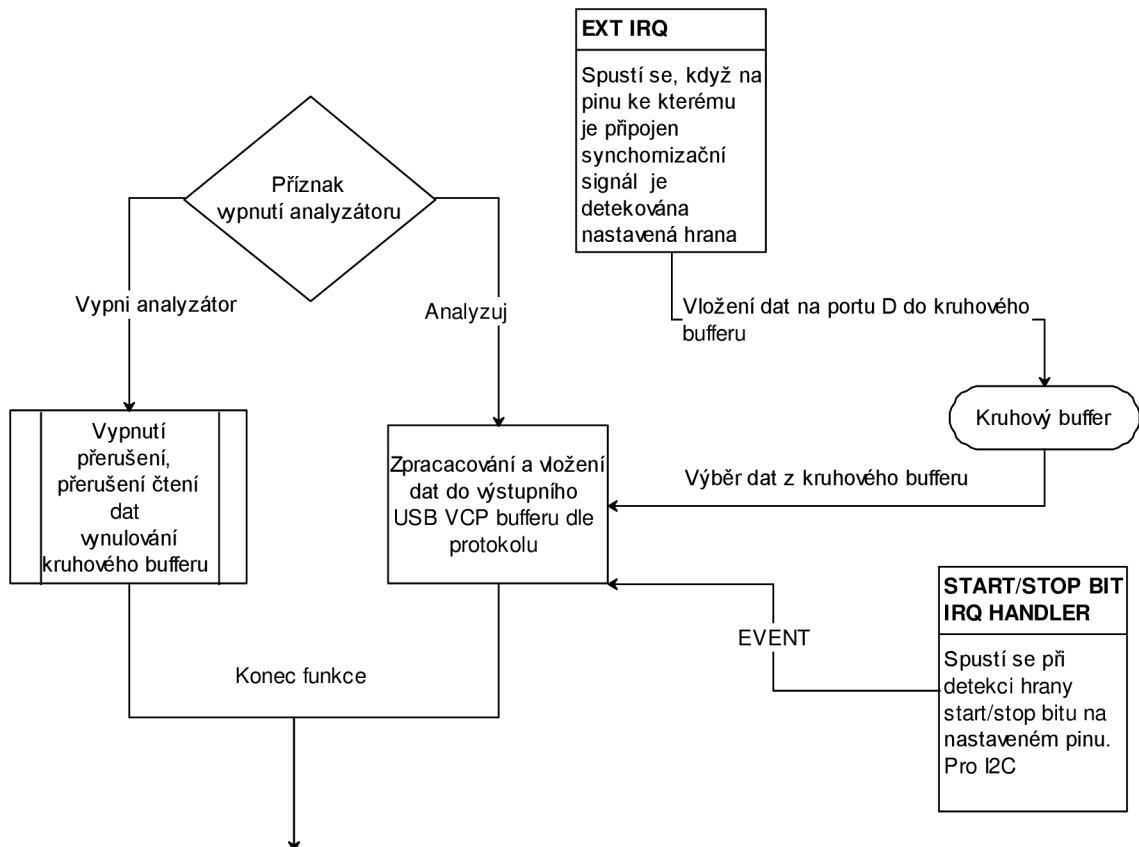 EXT IRQ
Spustí se, když na
pinu ke kterému
je připojen
synchornizační
signál je
detekována
nastavená hrana
Příznak
vypnutí analyzátoru
Vypni analyzátor
Analyzuj
Vložení dat na portu D do kruhového
bufferu
Kruhový buffer
Vypnutí
přerušení,
přerušení čtení
dat
vynulování
kruhového bufferu
Zpracacování a vložení
dat do výstupního
USB VCP bufferu dle
protokolu
Výběr dat z kruhového bufferu
START/STOP BIT
IRQ HANDLER
Spustí se při
detekci hrany
start/stop bitu na
nastaveném pinu.
Pro I2C
EVENT
Konec funkce